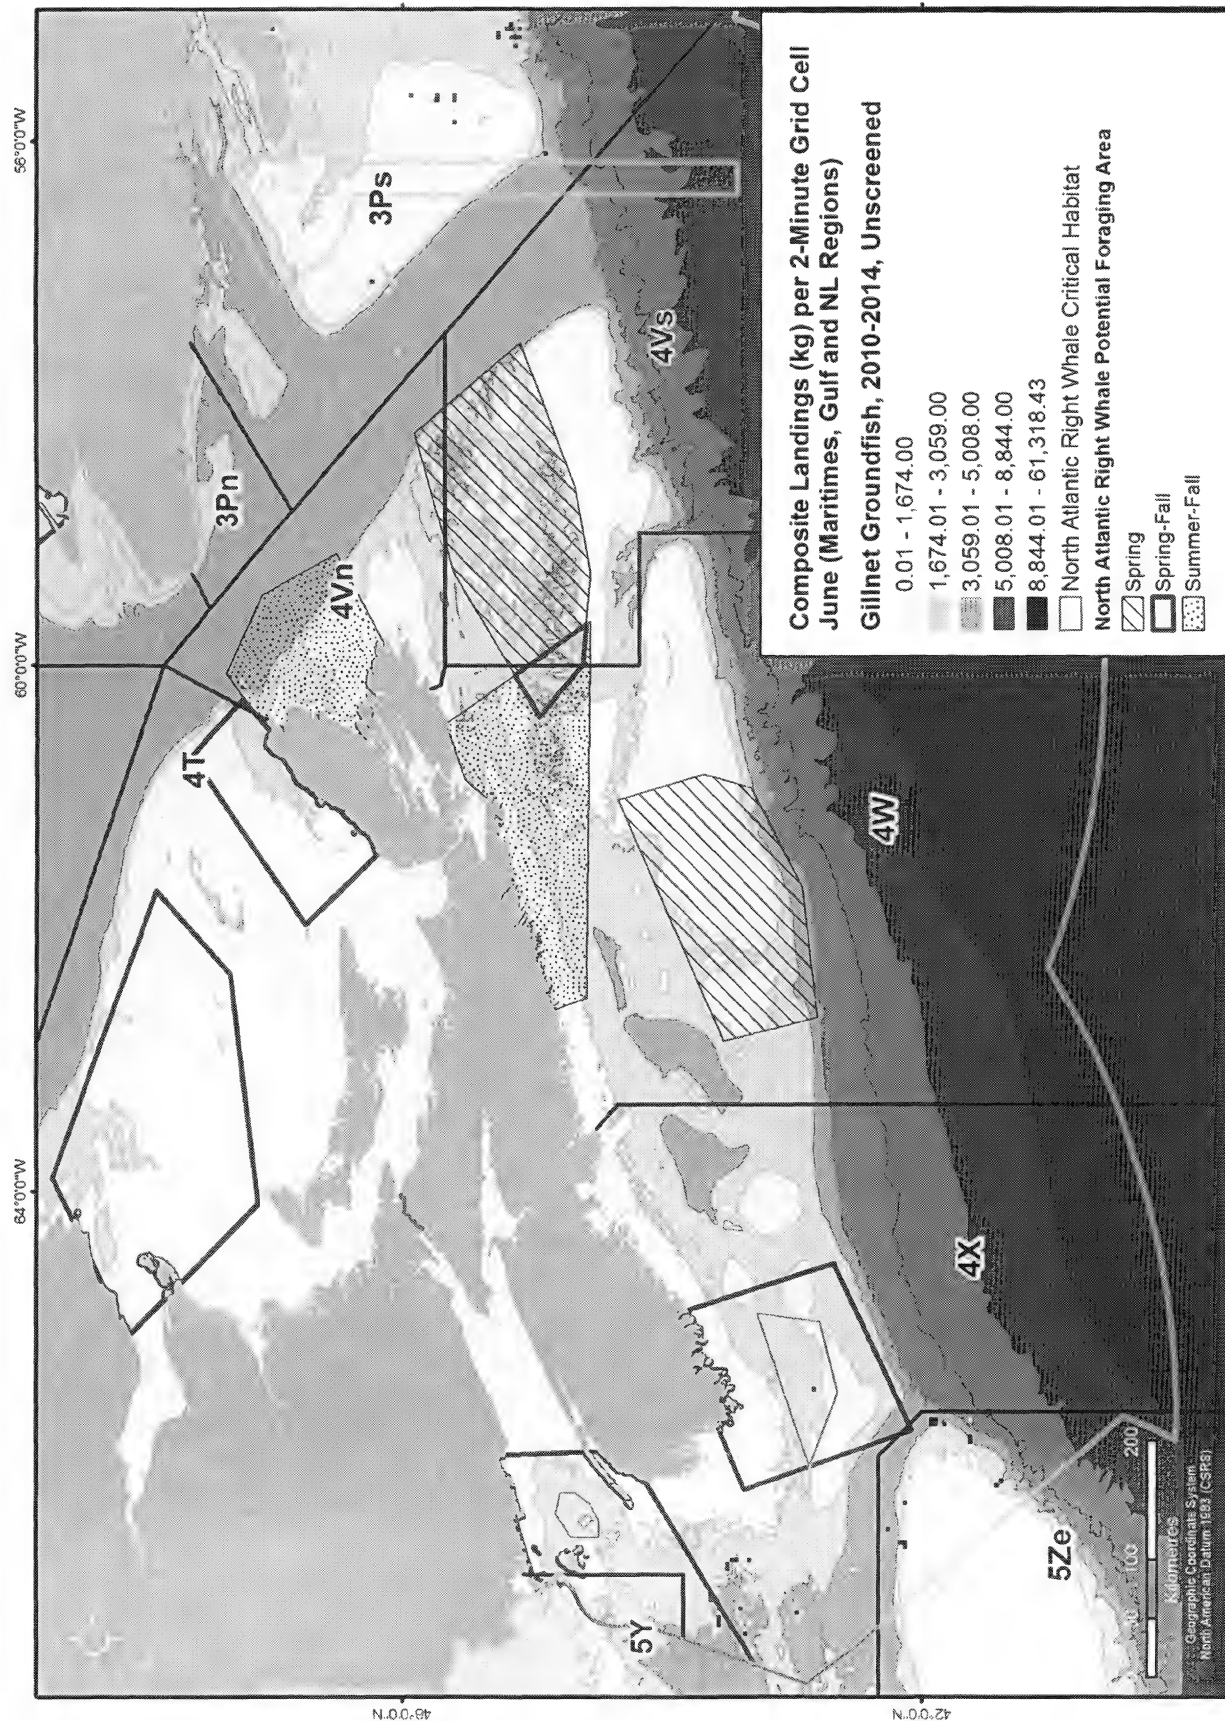 56°0'0"W
60°0'0"W
64°0'0"W
46°0'0"N
42°0'0"N
3Ps
3Pn
4Vn
4Vs
4T
4W
4X
5Y
5Ze
Composite Landings (kg) per 2-Minute Grid Cell
June (Maritimes, Gulf and NL Regions)
Gillnet Groundfish, 2010-2014, Unscreened
0.01 - 1,674.00
1,674.01 - 3,059.00
3,059.01 - 5,008.00
5,008.01 - 8,844.00
8,844.01 - 61,318.43
North Atlantic Right Whale Critical Habitat
North Atlantic Right Whale Potential Foraging Area
Spring
Spring-Fall
Summer-Fall
100 200
Kilometres
Geographic Coordinate System
North American Datum 1983 (CSRS)